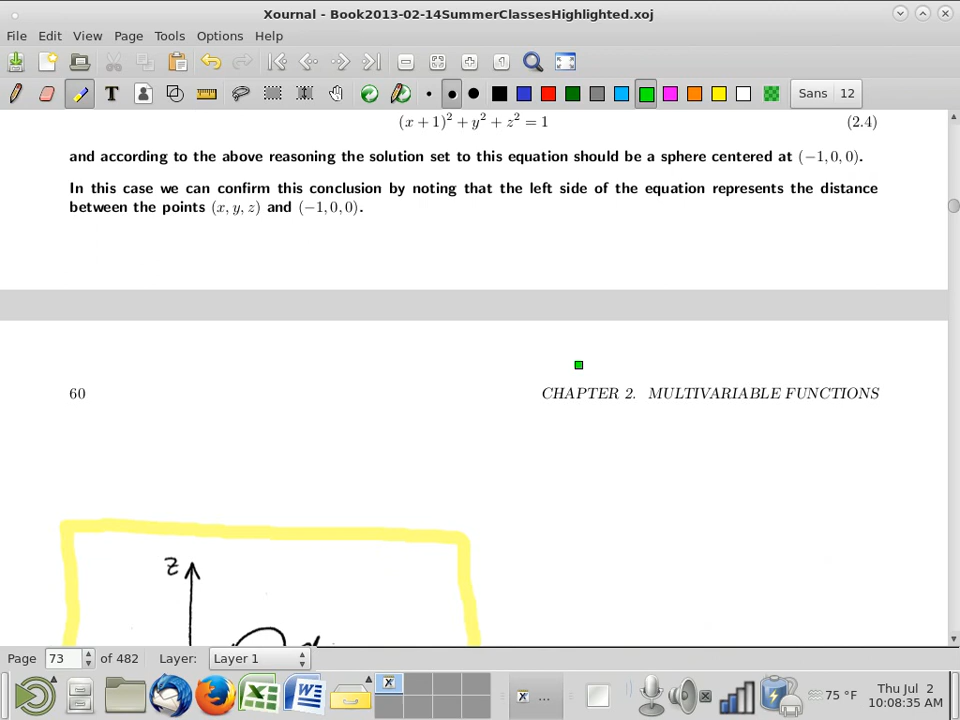 Xournal - Book2013-02-14SummerClassesHighlighted.xoj
File Edit View Page Tools Options Help
Sans 12
(x + 1)² + y² + z² = 1 (2.4)
and according to the above reasoning the solution set to this equation should be a sphere centered at (−1, 0, 0).
In this case we can confirm this conclusion by noting that the left side of the equation represents the distance
between the points (x, y, z) and (−1, 0, 0).
60 CHAPTER 2. MULTIVARIABLE FUNCTIONS
z
Page 73 of 482 Layer: Layer 1
... 75 °F Thu Jul 2
10:08:35 AM